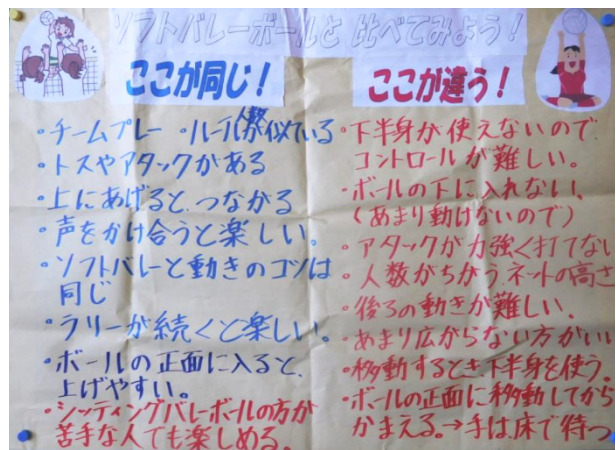 ソフトバレーボールと比べてみよう！
ここが同じ！
・チームプレー ・ルールが似ている
・トスやアタックがある
・上にあげると、つながる
・声をかけ合うと楽しい。
・ソフトバレーと動きのコツは
同じ
・ラリーが続くと楽しい。
・ボールの正面に入ると、
上げやすい。
・シッティングバレーボールの方が
苦手な人でも楽しめる。
ここが違う！
・下半身が使えないので
コントロールが難しい。
・ボールの下に入れない、
（あまり動けないので）
・アタックが力強く打てない
・人数がちがうネットの高さ
・後ろの動きが難しい、
・あまり広がらない方がいい
・移動するとき下半身を使う。
・ボールの正面に移動してから
かまえる。→手は床で待つ